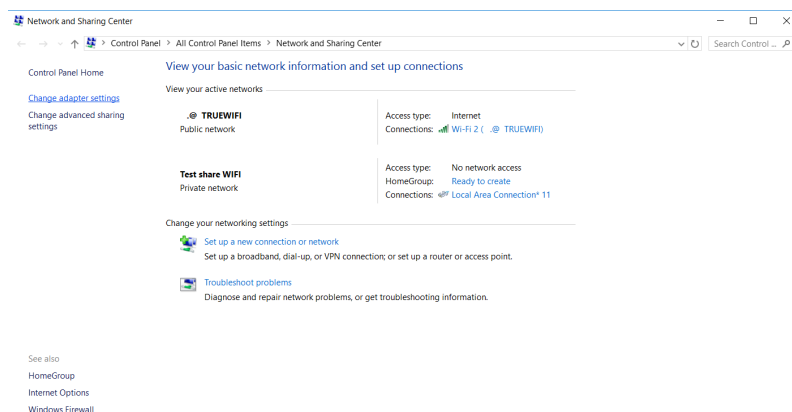 Network and Sharing Center
Control Panel > All Control Panel Items > Network and Sharing Center
Search Control ...
Control Panel Home
Change adapter settings
Change advanced sharing
settings
View your basic network information and set up connections
View your active networks
.@ TRUEWIFI
Public network
Access type: Internet
Connections: Wi-Fi 2 ( .@ TRUEWIFI)
Test share WIFI
Private network
Access type: No network access
HomeGroup: Ready to create
Connections: Local Area Connection* 11
Change your networking settings
Set up a new connection or network
Set up a broadband, dial-up, or VPN connection; or set up a router or access point.
Troubleshoot problems
Diagnose and repair network problems, or get troubleshooting information.
See also
HomeGroup
Internet Options
Windows Firewall